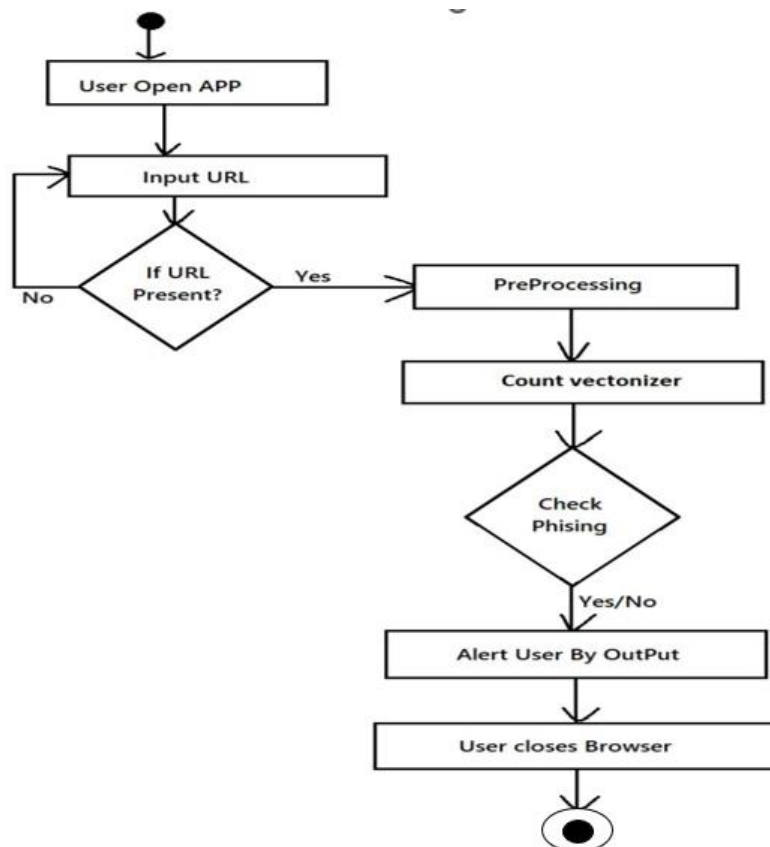 User Open APP
Input URL
If URL
Present?
No
Yes
PreProcessing
Count vectonizer
Check
Phising
Yes/No
Alert User By OutPut
User closes Browser